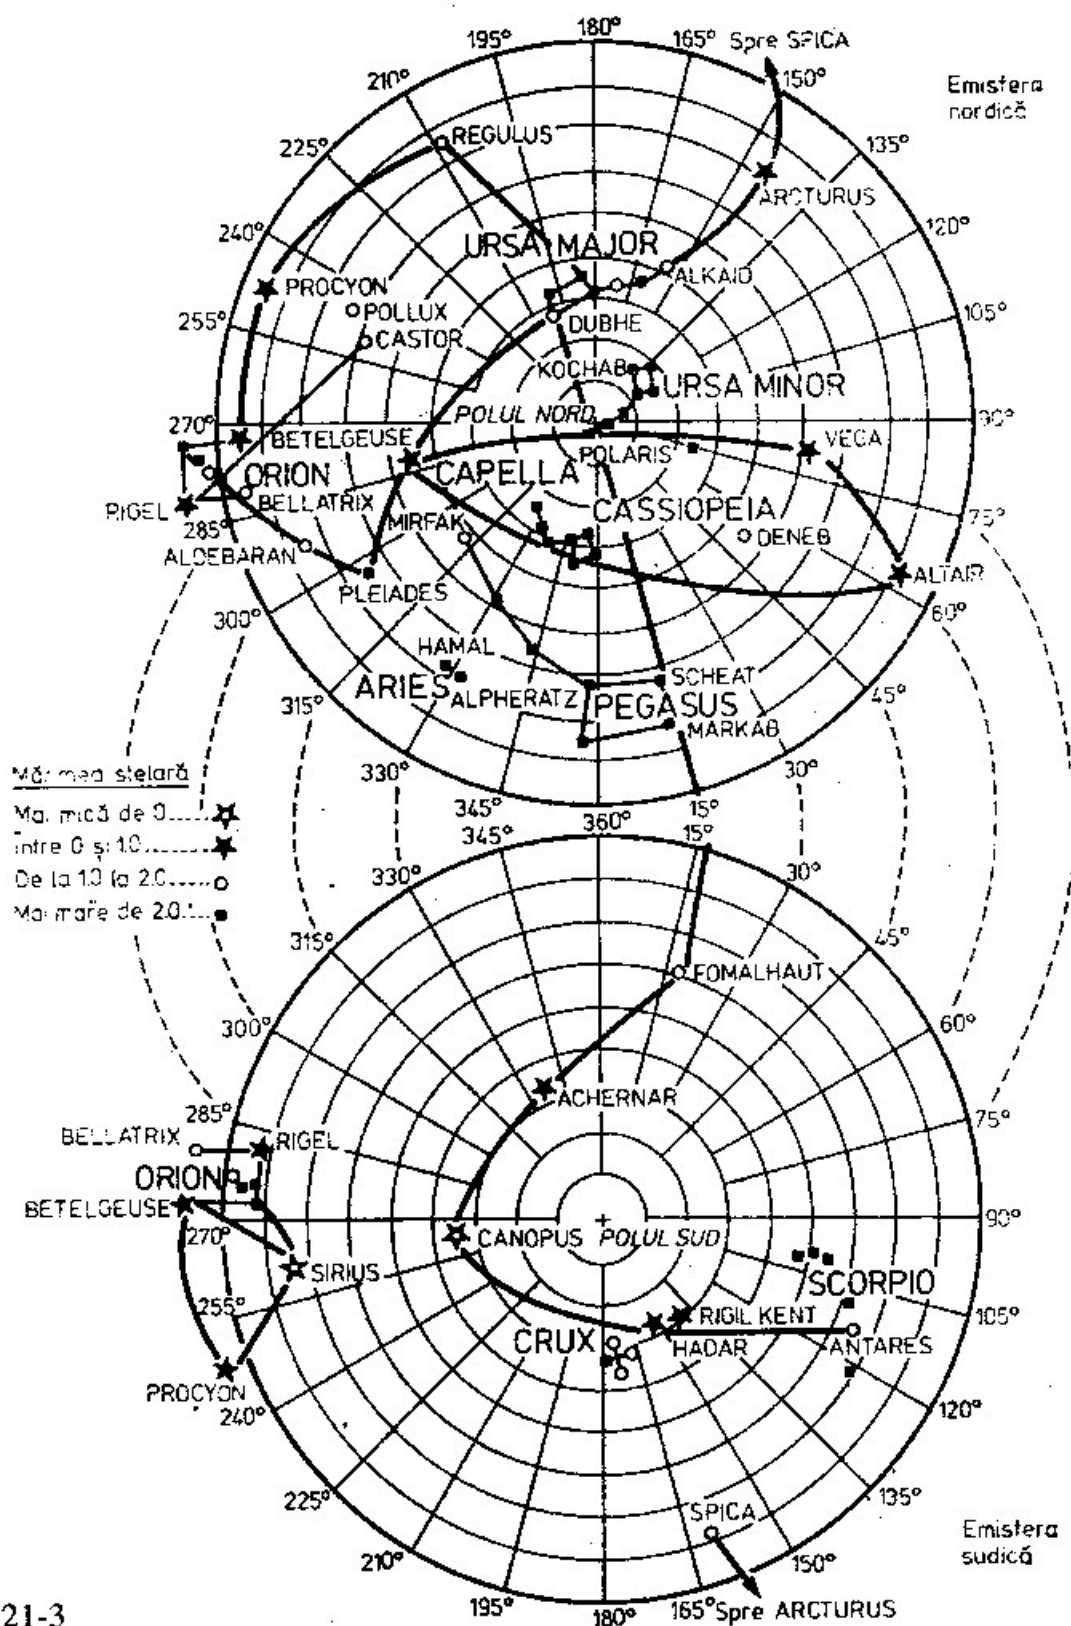 180°
195°
165°
Spre SPICA
210°
150°
Emisfera
nordică
225°
REGULUS
135°
ARCTURUS
240°
URSA MAJOR
120°
ALKAID
PROCYON
POLLUX
255°
CASTOR
DUBHE
105°
KOCHAB
URSA MINOR
POLUL NORD
270°
BETELGEUSE
90°
POLARIS
VEGA
ORION
CAPELLA
RIGEL
BELLATRIX
285°
MIRFAK
CASSIOPEIA
75°
ALDEBARAN
DENEB
PLEIADES
ALTAIR
300°
60°
HAMAL
ARIES
ALPHERATZ
SCHEAT
PEGASUS
45°
315°
MARKAB
330°
30°
345°
15°
Mărimea stelară
Mai mică de 0
între 0 și 1.0
De la 1.0 la 2.0
Mai mare de 2.0
360°
345°
15°
330°
30°
315°
45°
FOMALHAUT
300°
60°
ACHERNAR
285°
75°
BELLATRIX
RIGEL
ORION
BETELGEUSE
270°
CANOPUS
POLUL SUD
90°
SIRIUS
SCORPIO
255°
RIGIL KENT
105°
CRUX
HADAR
ANTARES
PROCYON
240°
120°
225°
135°
SPICA
Emisfera
sudică
210°
150°
195°
180°
165°
Spre ARCTURUS
21-3